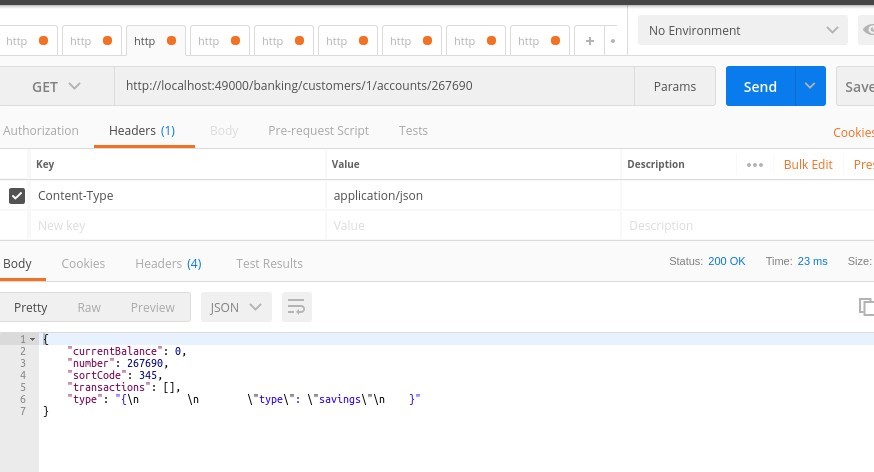 http http http http http http http http http + No Environment
GET http://localhost:49000/banking/customers/1/accounts/267690 Params Send Save
Authorization Headers (1) Body Pre-request Script Tests Cookies
Key Value Description ••• Bulk Edit Pres
Content-Type application/json
New key Value Description
Body Cookies Headers (4) Test Results Status: 200 OK Time: 23 ms Size:
Pretty Raw Preview JSON
1 {
2 "currentBalance": 0,
3 "number": 267690,
4 "sortCode": 345,
5 "transactions": [],
6 "type": "{\n        \n        \"type\": \"savings\"\n    }"
7 }